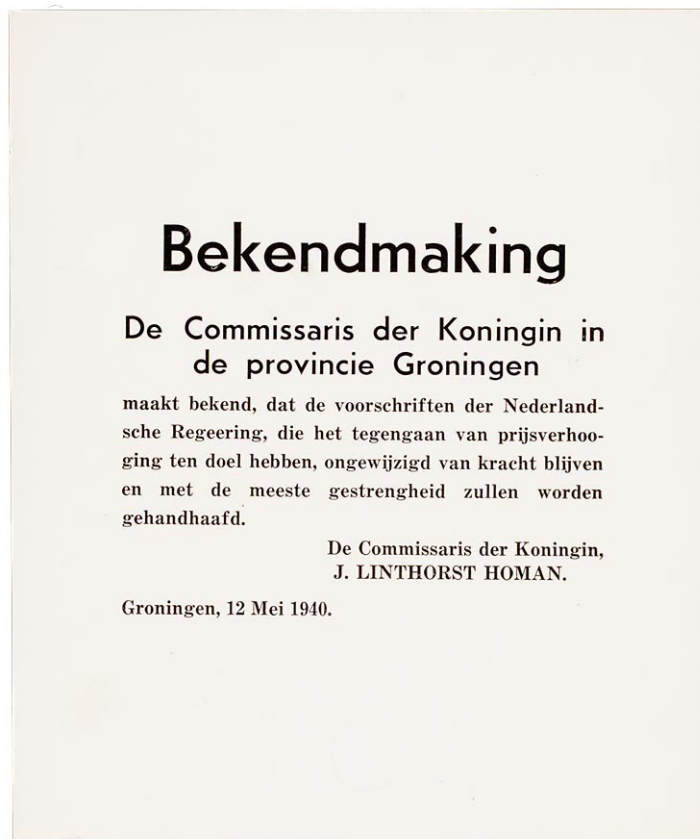 Bekendmaking
De Commissaris der Koningin in
de provincie Groningen
maakt bekend, dat de voorschriften der Nederland-
sche Regeering, die het tegengaan van prijsverhoo-
ging ten doel hebben, ongewijzigd van kracht blijven
en met de meeste gestrengheid zullen worden
gehandhaafd.
De Commissaris der Koningin,
J. LINTHORST HOMAN.
Groningen, 12 Mei 1940.